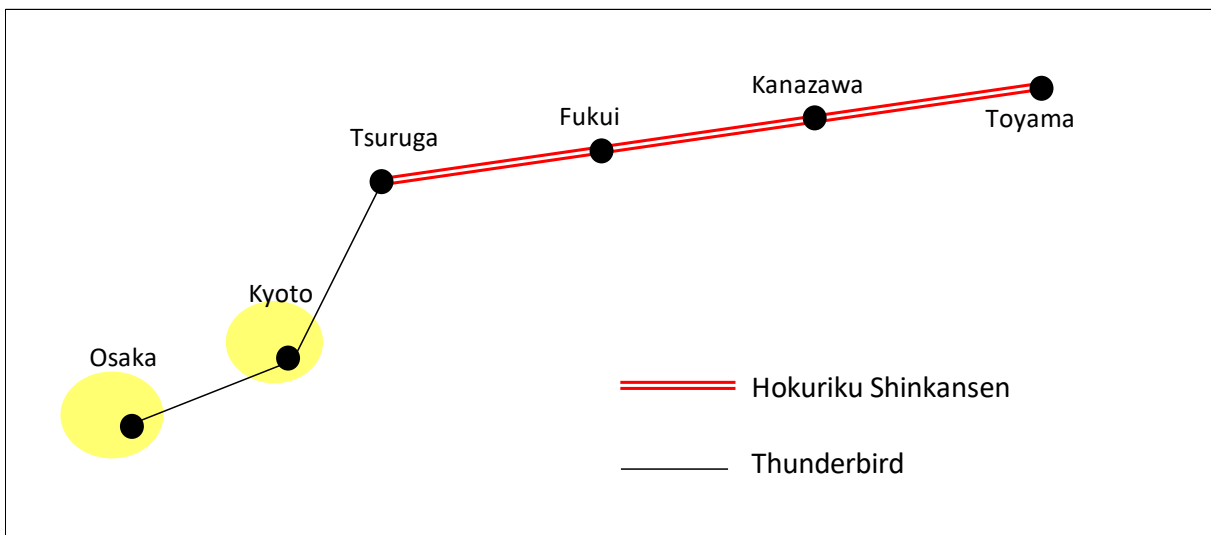 Kanazawa
Toyama
Fukui
Tsuruga
Kyoto
Osaka
Hokuriku Shinkansen
Thunderbird